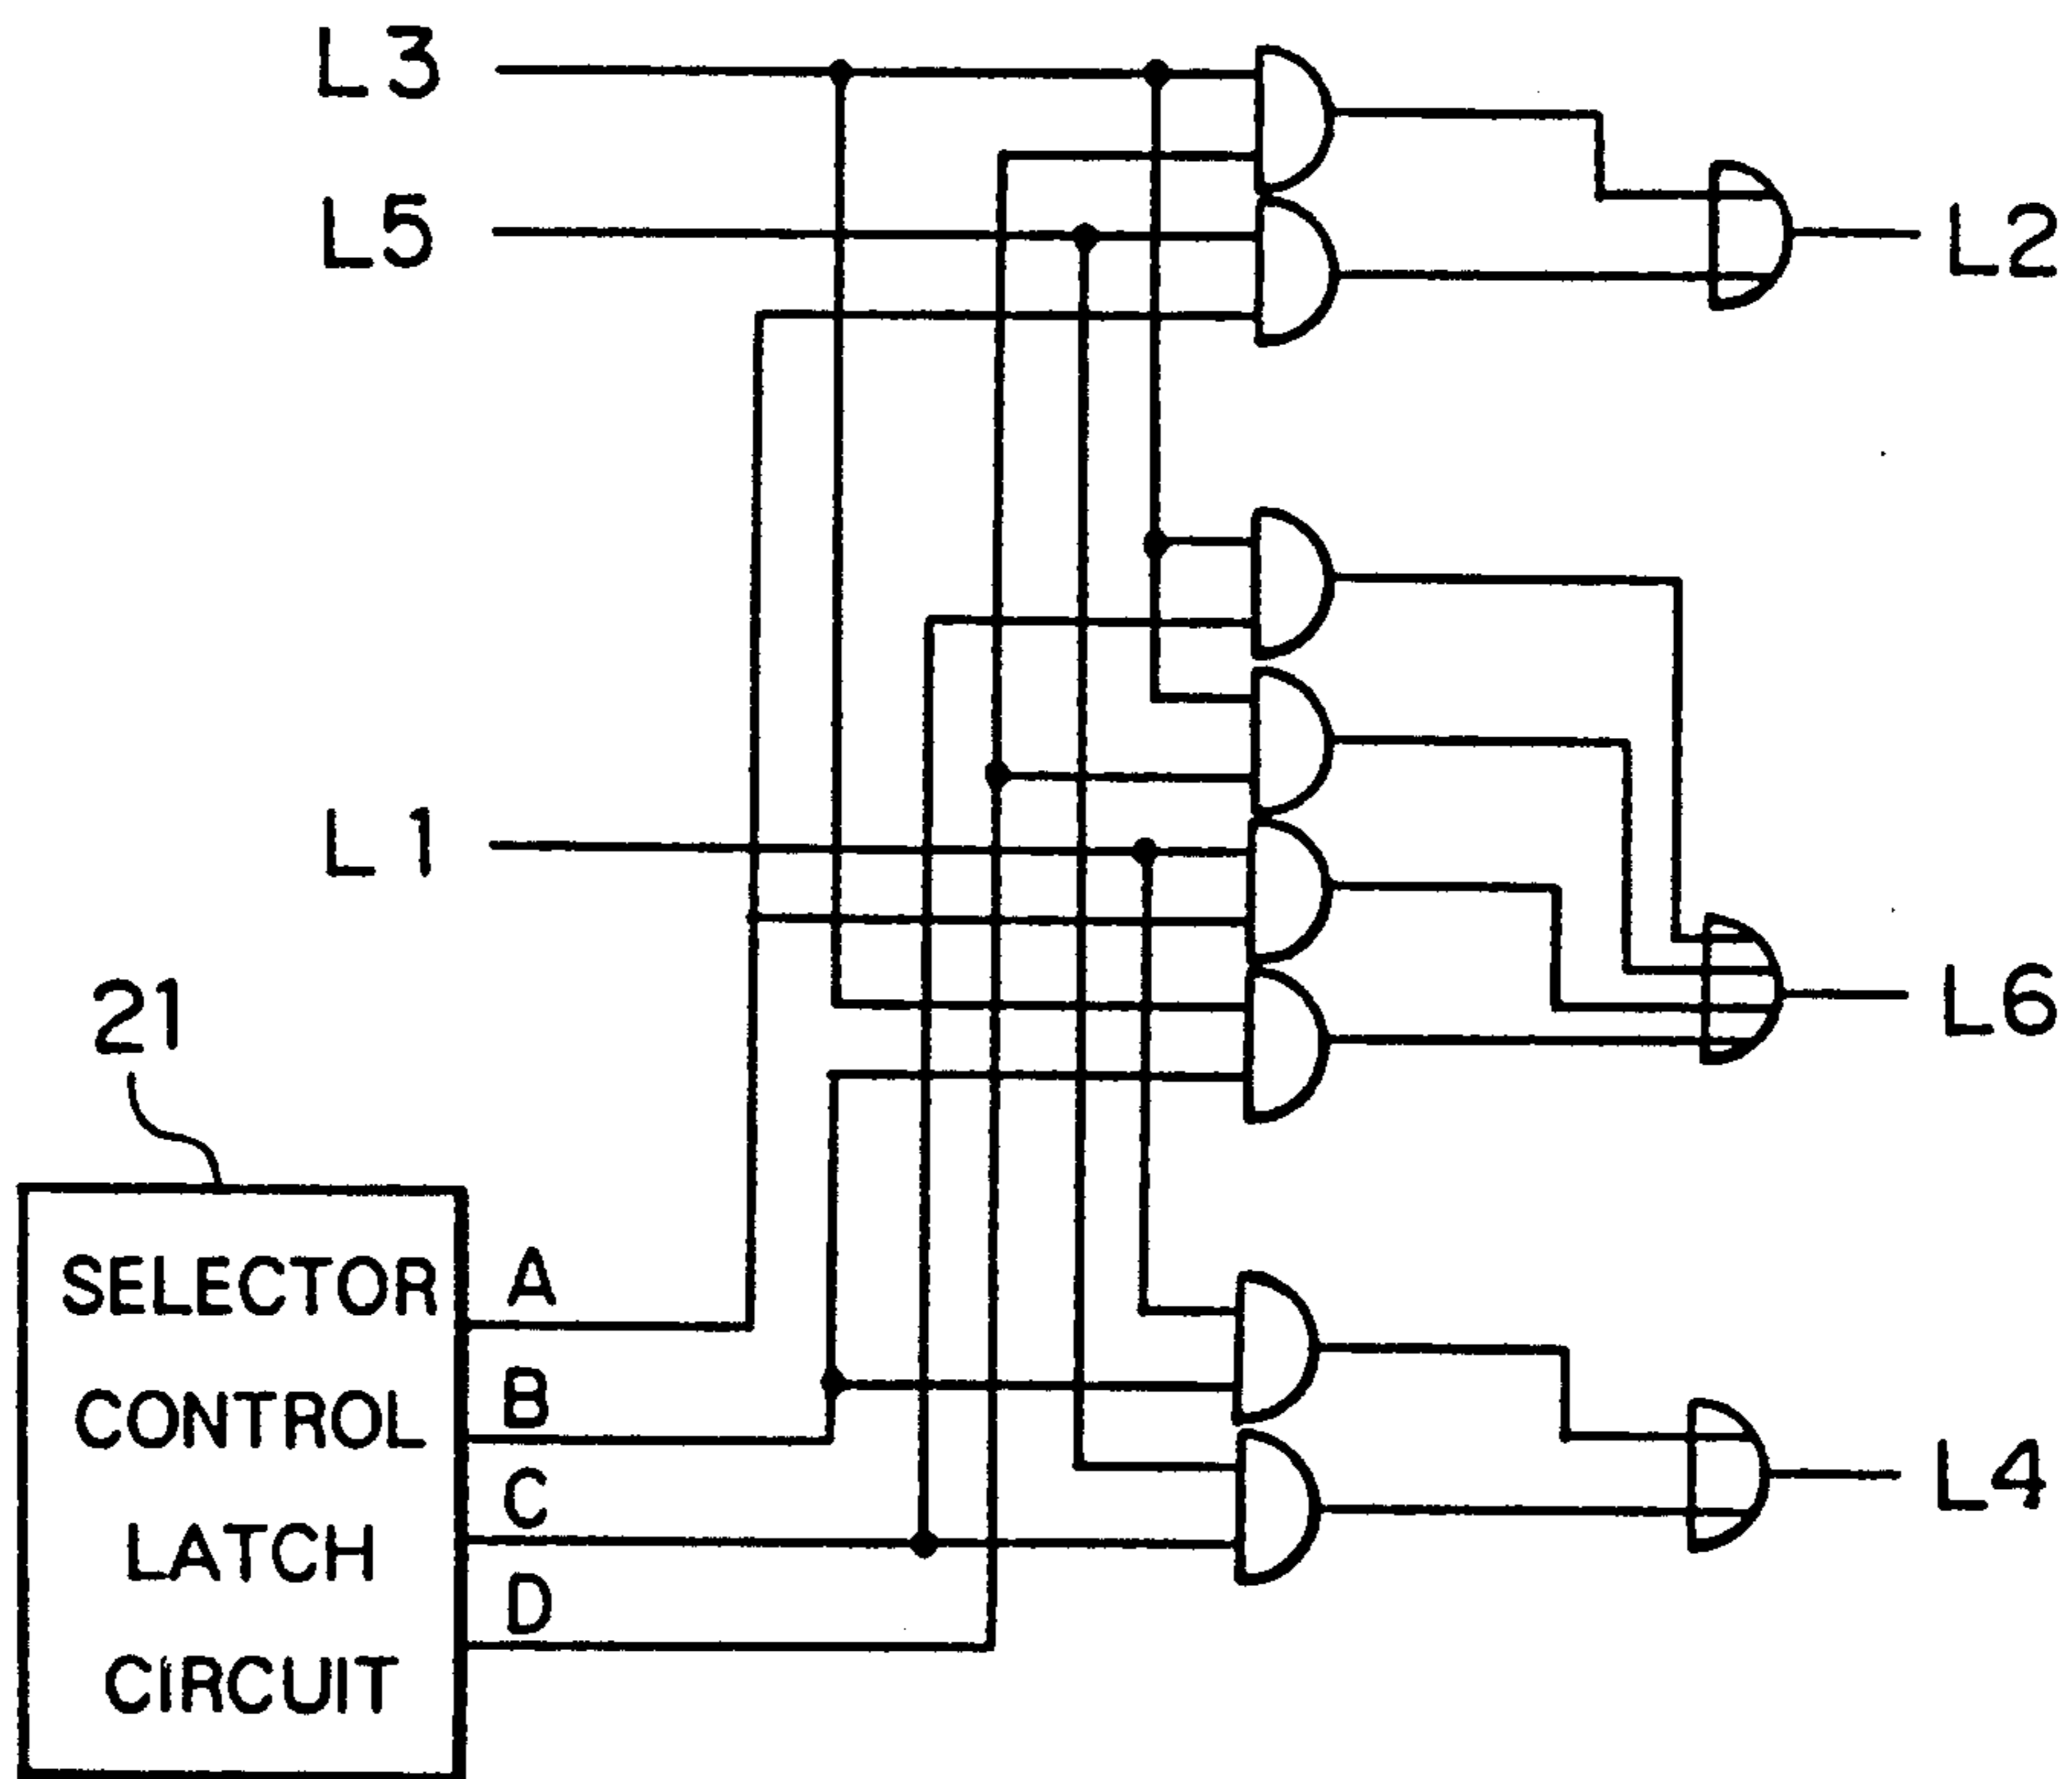 L3
L5
L2
L1
L6
21
SELECTOR
CONTROL
LATCH
CIRCUIT
A
B
C
D
L4